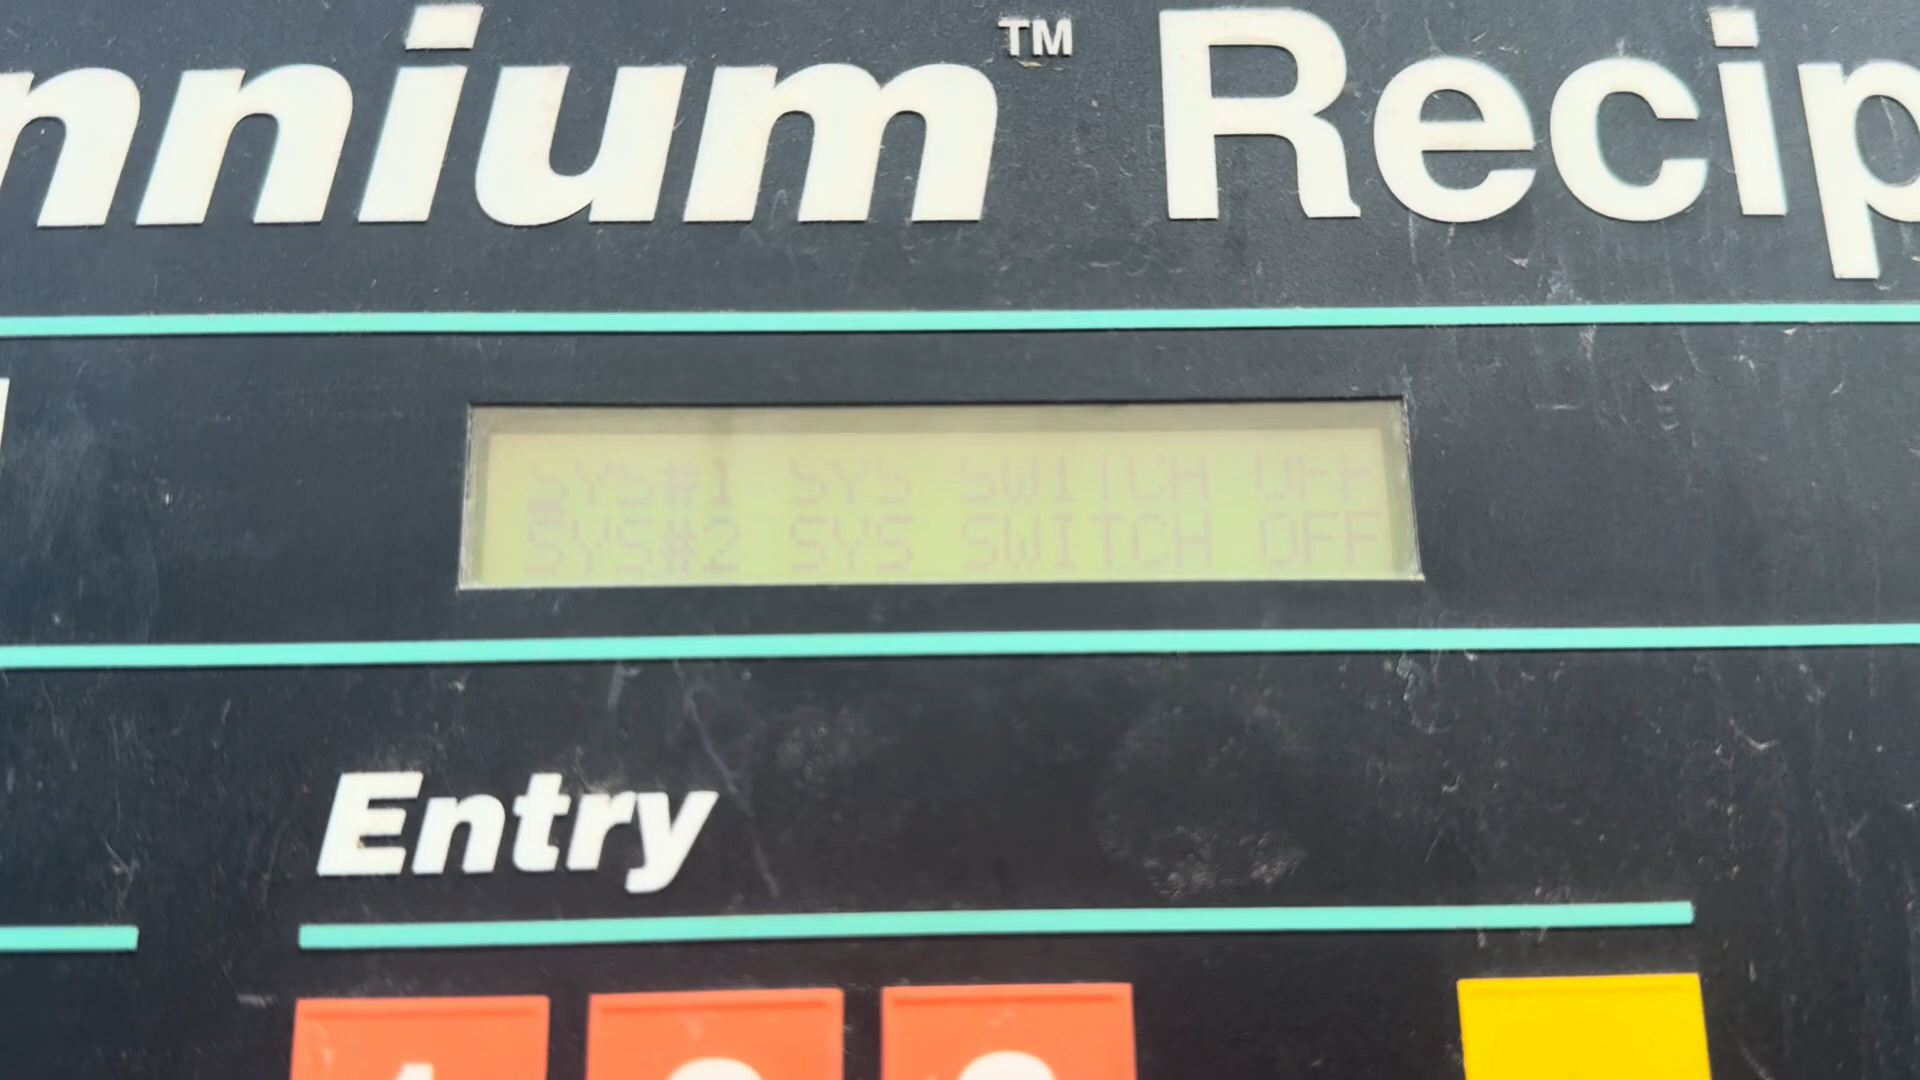 nnium™ Recip
SYS#1 SYS SWITCH OFF
SYS#2 SYS SWITCH OFF
Entry